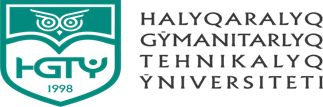 HGTÝ
1998
HALYQARALYQ
GÝMANITARLYQ
TEHNIKALYQ
ÝNIVERSITETI